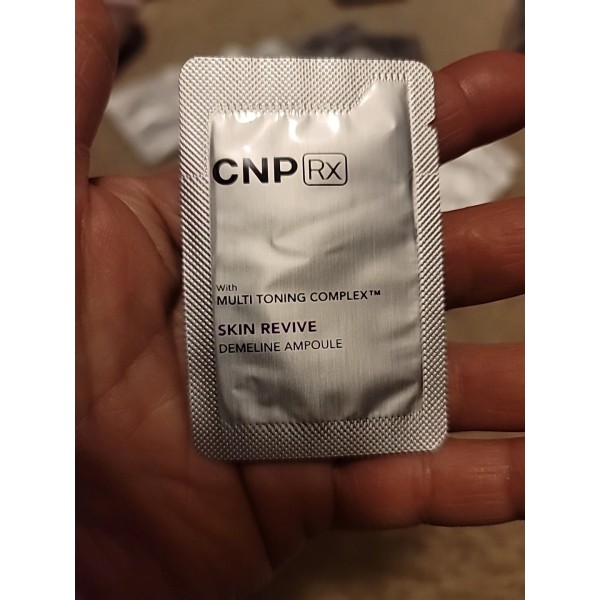 CNP Rx
With
MULTI TONING COMPLEX™
SKIN REVIVE
DEMELINE AMPOULE